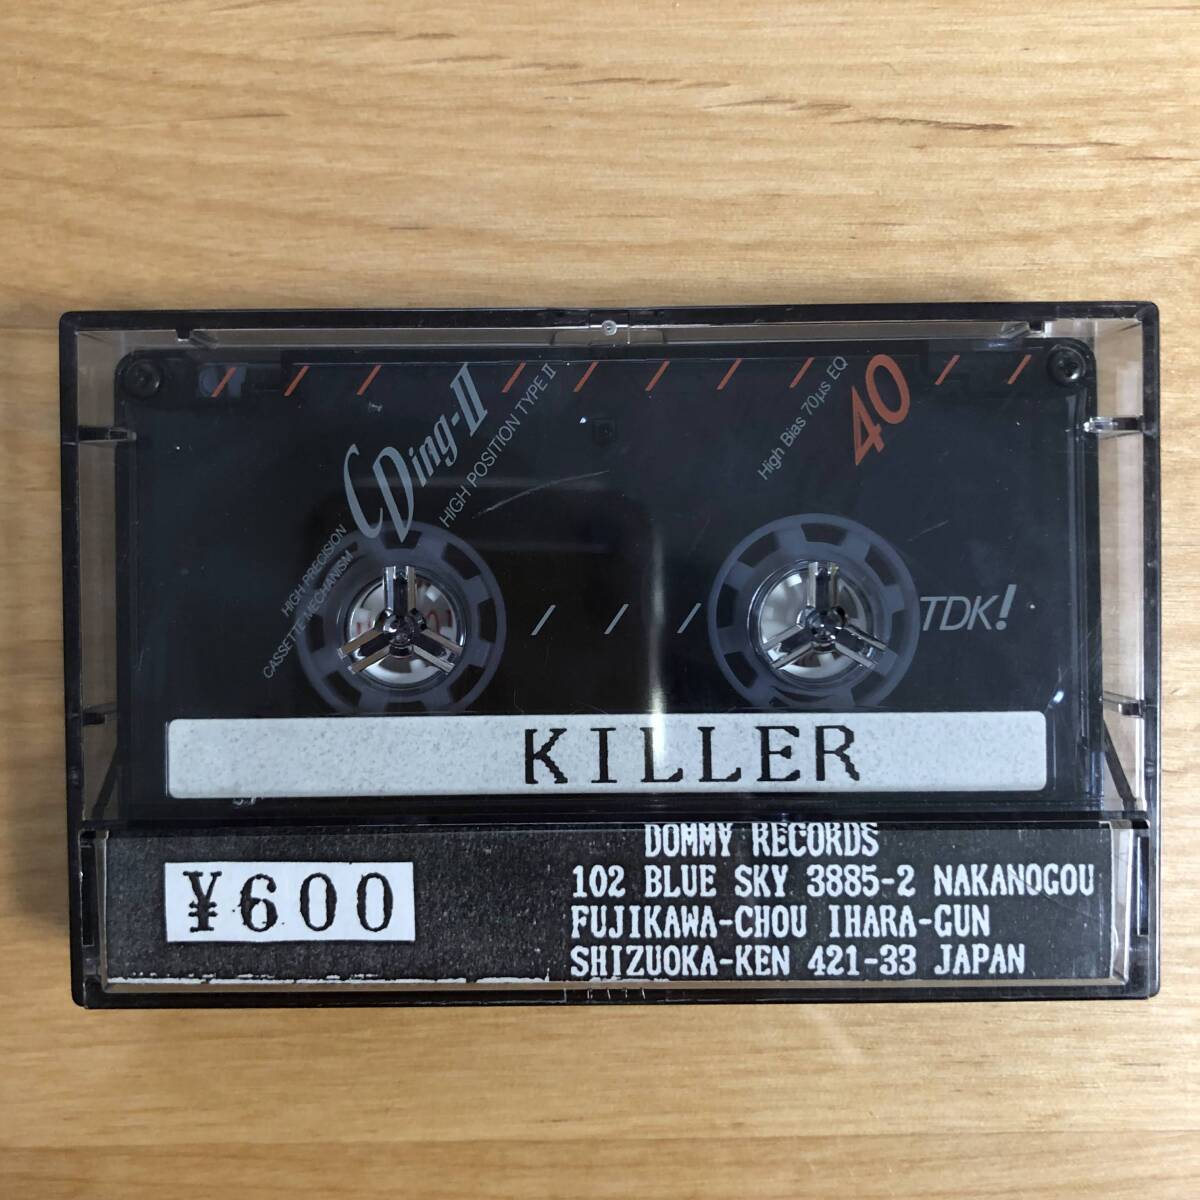 CDing-II
HIGH POSITION TYPE II
HIGH PRECISION
CASSETTE MECHANISM
High Bias 70µs EQ
40
TDK!
KILLER
¥600
DOMMY RECORDS
102 BLUE SKY 3885-2 NAKANOGOU
FUJIKAWA-CHOU IHARA-GUN
SHIZUOKA-KEN 421-33 JAPAN